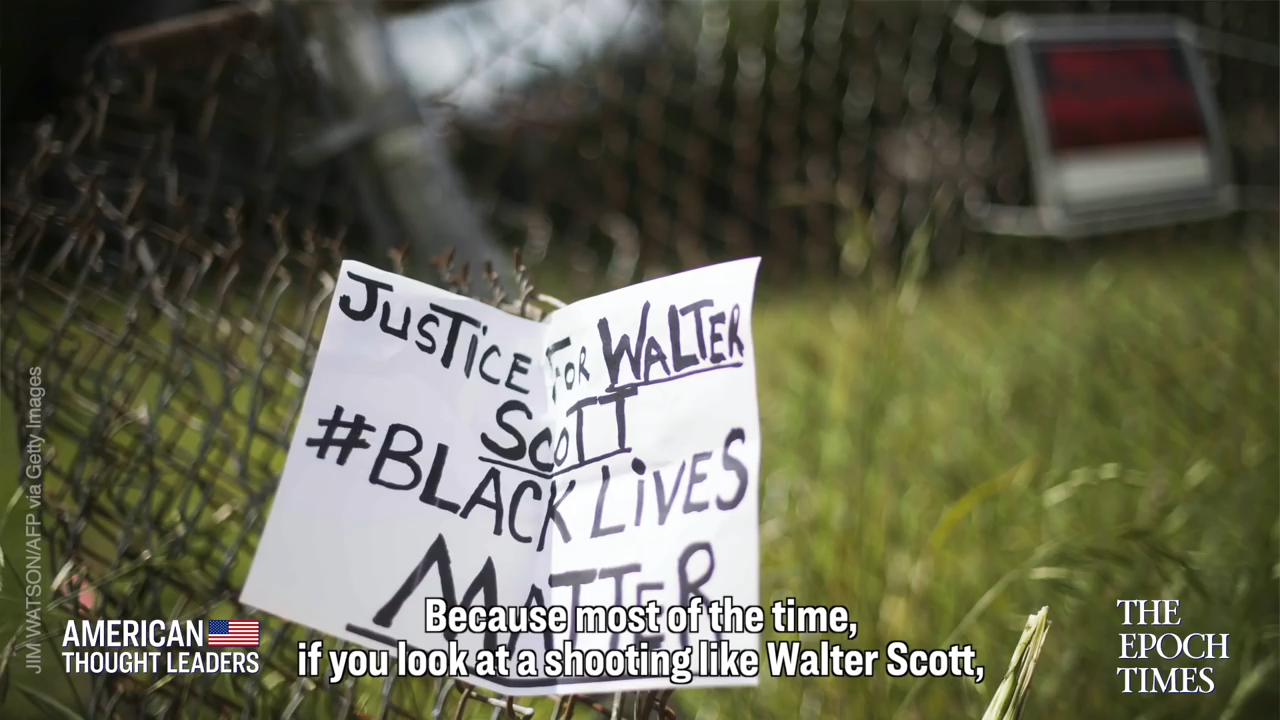 JUSTICE FOR WALTER
SCOTT
#BLACK LIVES
MATTER
Because most of the time,
if you look at a shooting like Walter Scott,
AMERICAN
THOUGHT LEADERS
THE
EPOCH
TIMES
JIM WATSON/AFP via Getty Images